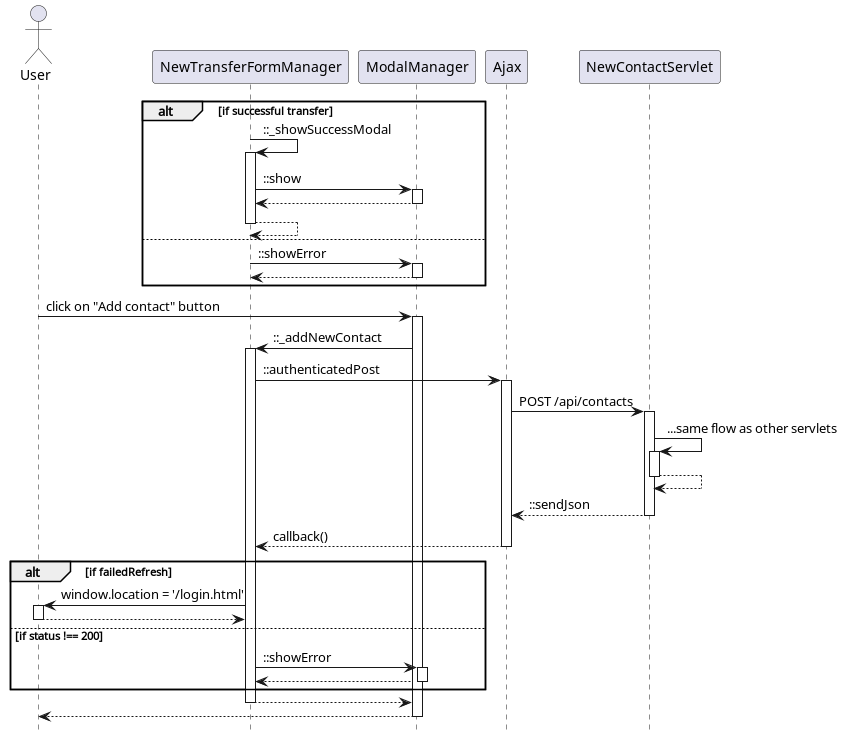 User
NewTransferFormManager
ModalManager
Ajax
NewContactServlet
alt
[if successful transfer]
::_showSuccessModal
::show
::showError
click on "Add contact" button
::_addNewContact
::authenticatedPost
POST /api/contacts
...same flow as other servlets
::sendJson
callback()
alt
[if failedRefresh]
window.location = '/login.html'
[if status !== 200]
::showError